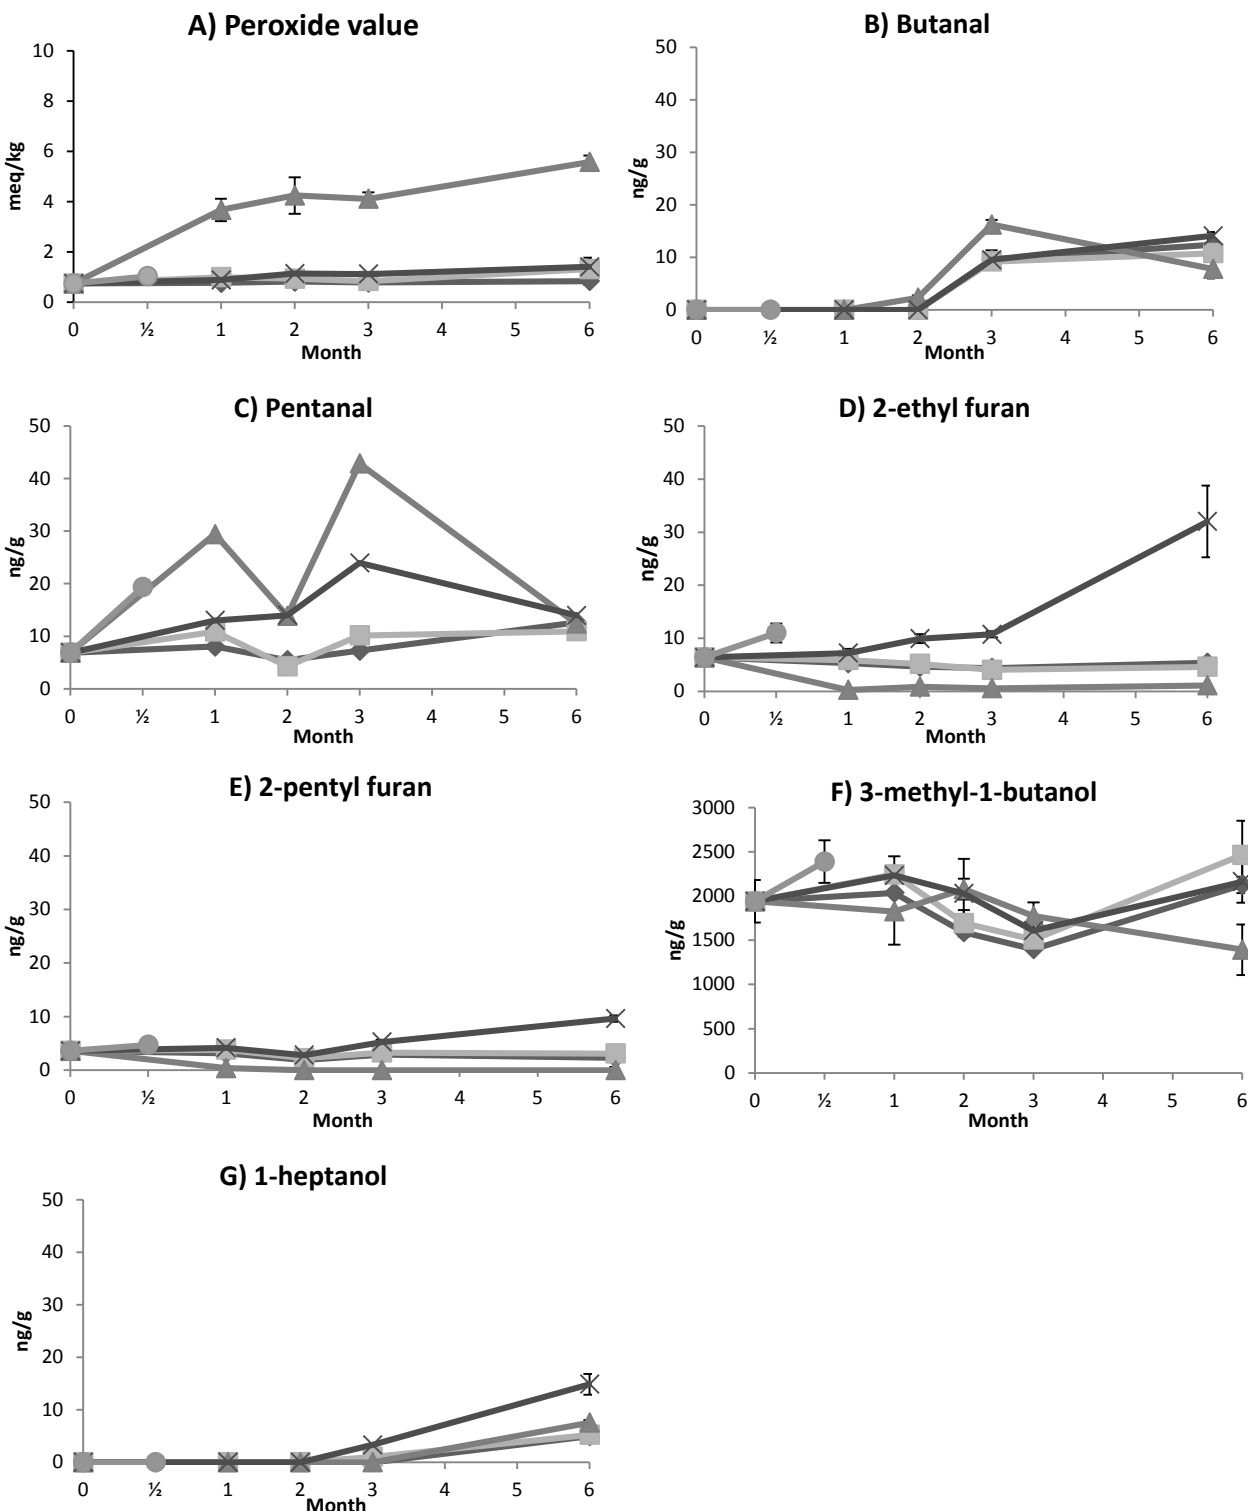 A) Peroxide value
10
8
6
4
2
0
meq/kg
0 ½ 1 2 3 4 5 6
Month
B) Butanal
50
40
30
20
10
0
ng/g
0 ½ 1 2 3 4 5 6
Month
C) Pentanal
50
40
30
20
10
0
ng/g
0 ½ 1 2 3 4 5 6
Month
D) 2-ethyl furan
50
40
30
20
10
0
ng/g
0 ½ 1 2 3 4 5 6
Month
E) 2-pentyl furan
50
40
30
20
10
0
ng/g
0 ½ 1 2 3 4 5 6
Month
F) 3-methyl-1-butanol
3000
2500
2000
1500
1000
500
0
ng/g
0 ½ 1 2 3 4 5 6
Month
G) 1-heptanol
50
40
30
20
10
0
ng/g
0 ½ 1 2 3 4 5 6
Month